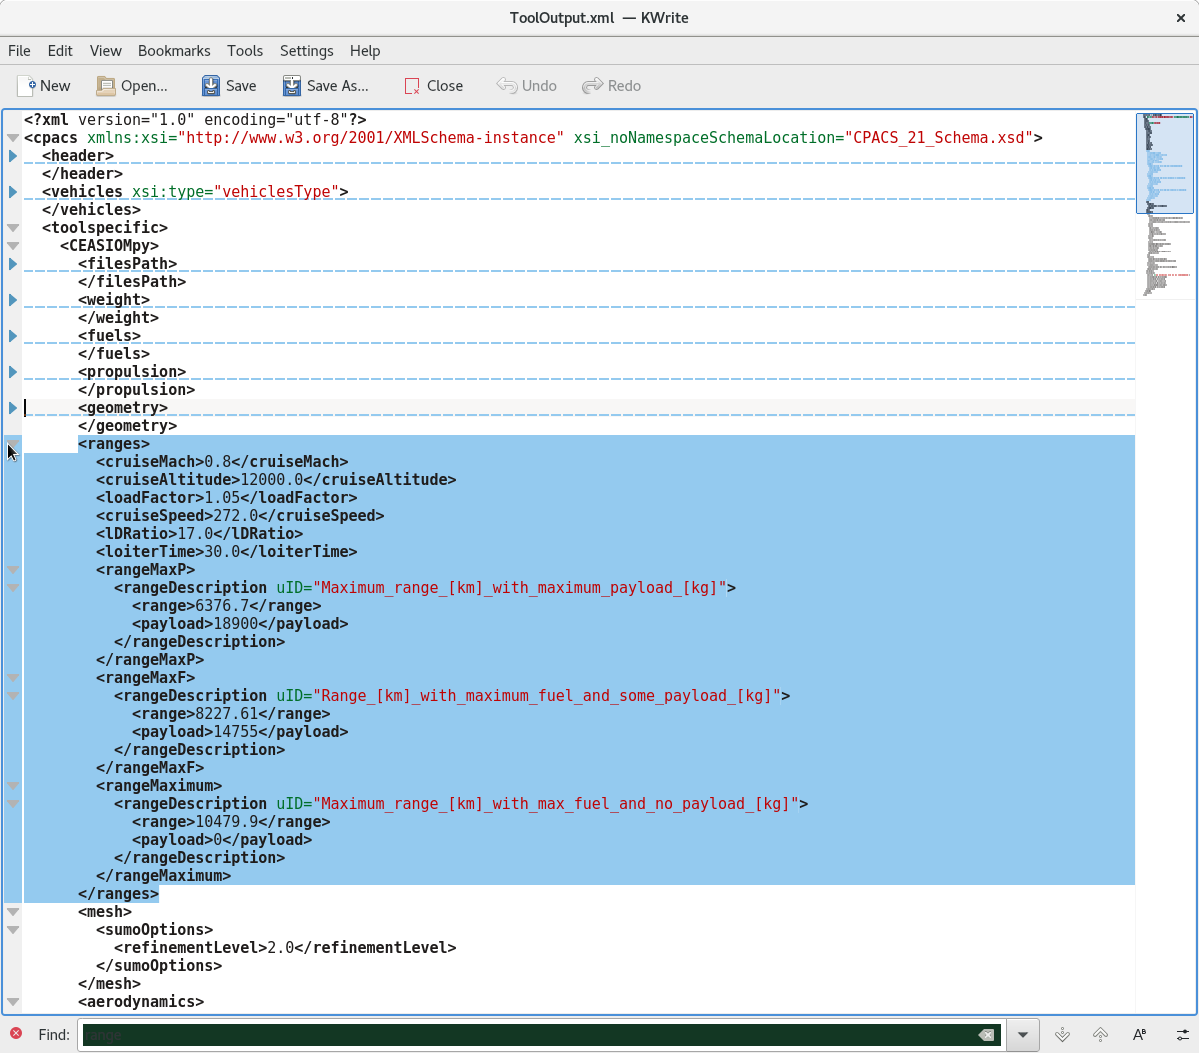 ToolOutput.xml — KWrite
File Edit View Bookmarks Tools Settings Help
New Open... Save Save As... Close Undo Redo
<?xml version="1.0" encoding="utf-8"?>
<cpacs xmlns:xsi="http://www.w3.org/2001/XMLSchema-instance" xsi_noNamespaceSchemaLocation="CPACS_21_Schema.xsd">
<header>
</header>
<vehicles xsi:type="vehiclesType">
</vehicles>
<toolspecific>
<CEASIOMpy>
<filesPath>
</filesPath>
<weight>
</weight>
<fuels>
</fuels>
<propulsion>
</propulsion>
<geometry>
</geometry>
<ranges>
<cruiseMach>0.8</cruiseMach>
<cruiseAltitude>12000.0</cruiseAltitude>
<loadFactor>1.05</loadFactor>
<cruiseSpeed>272.0</cruiseSpeed>
<lDRatio>17.0</lDRatio>
<loiterTime>30.0</loiterTime>
<rangeMaxP>
<rangeDescription uID="Maximum_range_[km]_with_maximum_payload_[kg]">
<range>6376.7</range>
<payload>18900</payload>
</rangeDescription>
</rangeMaxP>
<rangeMaxF>
<rangeDescription uID="Range_[km]_with_maximum_fuel_and_some_payload_[kg]">
<range>8227.61</range>
<payload>14755</payload>
</rangeDescription>
</rangeMaxF>
<rangeMaximum>
<rangeDescription uID="Maximum_range_[km]_with_max_fuel_and_no_payload_[kg]">
<range>10479.9</range>
<payload>0</payload>
</rangeDescription>
</rangeMaximum>
</ranges>
<mesh>
<sumoOptions>
<refinementLevel>2.0</refinementLevel>
</sumoOptions>
</mesh>
<aerodynamics>
Find: range